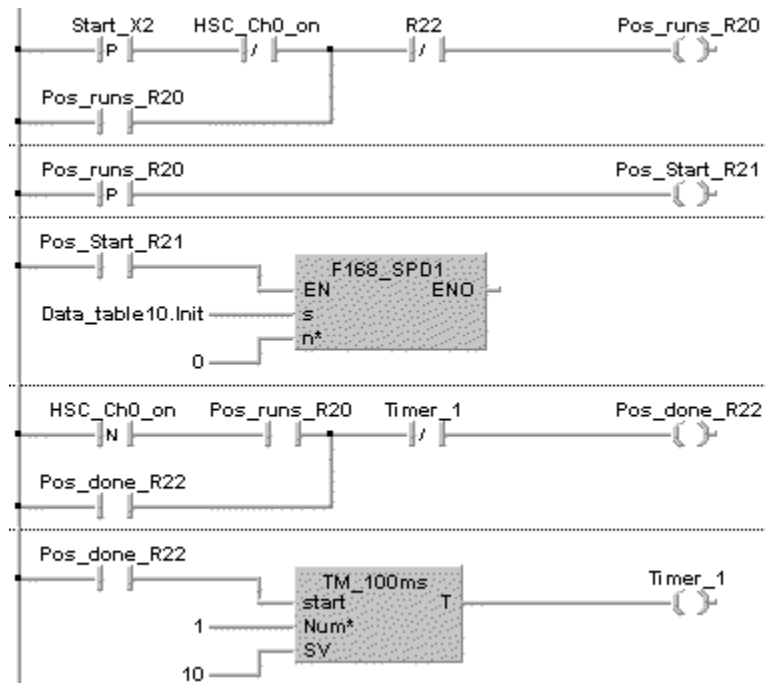 Start_X2 HSC_Ch0_on R22 Pos_runs_R20
P / /
Pos_runs_R20
Pos_runs_R20 Pos_Start_R21
P
Pos_Start_R21
F168_SPD1
EN ENO
Data_table10.Init s
n*
0
HSC_Ch0_on Pos_runs_R20 Timer_1 Pos_done_R22
N /
Pos_done_R22
Pos_done_R22
TM_100ms Timer_1
start T
1 Num*
SV
10